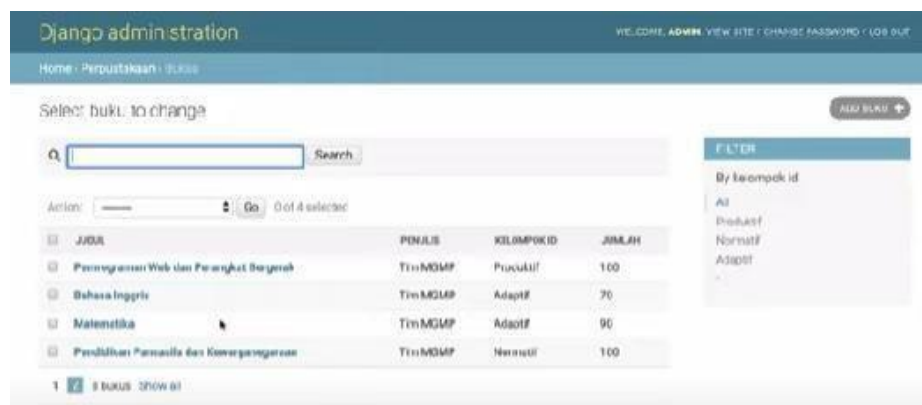 Django administration
WELCOME, ADMIN. VIEW SITE / CHANGE PASSWORD / LOG OUT
Home › Perpustakaan › Bukus
Select buku to change
ADD BUKU +
Search
Action: -------- Go 0 of 4 selected
JUDUL PENULIS KELOMPOK ID JUMLAH
Pemrograman Web dan Perangkat Bergerak Tim MGMP Produktif 100
Bahasa Inggris Tim MGMP Adaptif 70
Matematika Tim MGMP Adaptif 90
Pendidikan Pancasila dan Kewarganegaraan Tim MGMP Normatif 100
1 2 8 bukus Show all
FILTER
By kelompok id
All
Produktif
Normatif
Adaptif
-